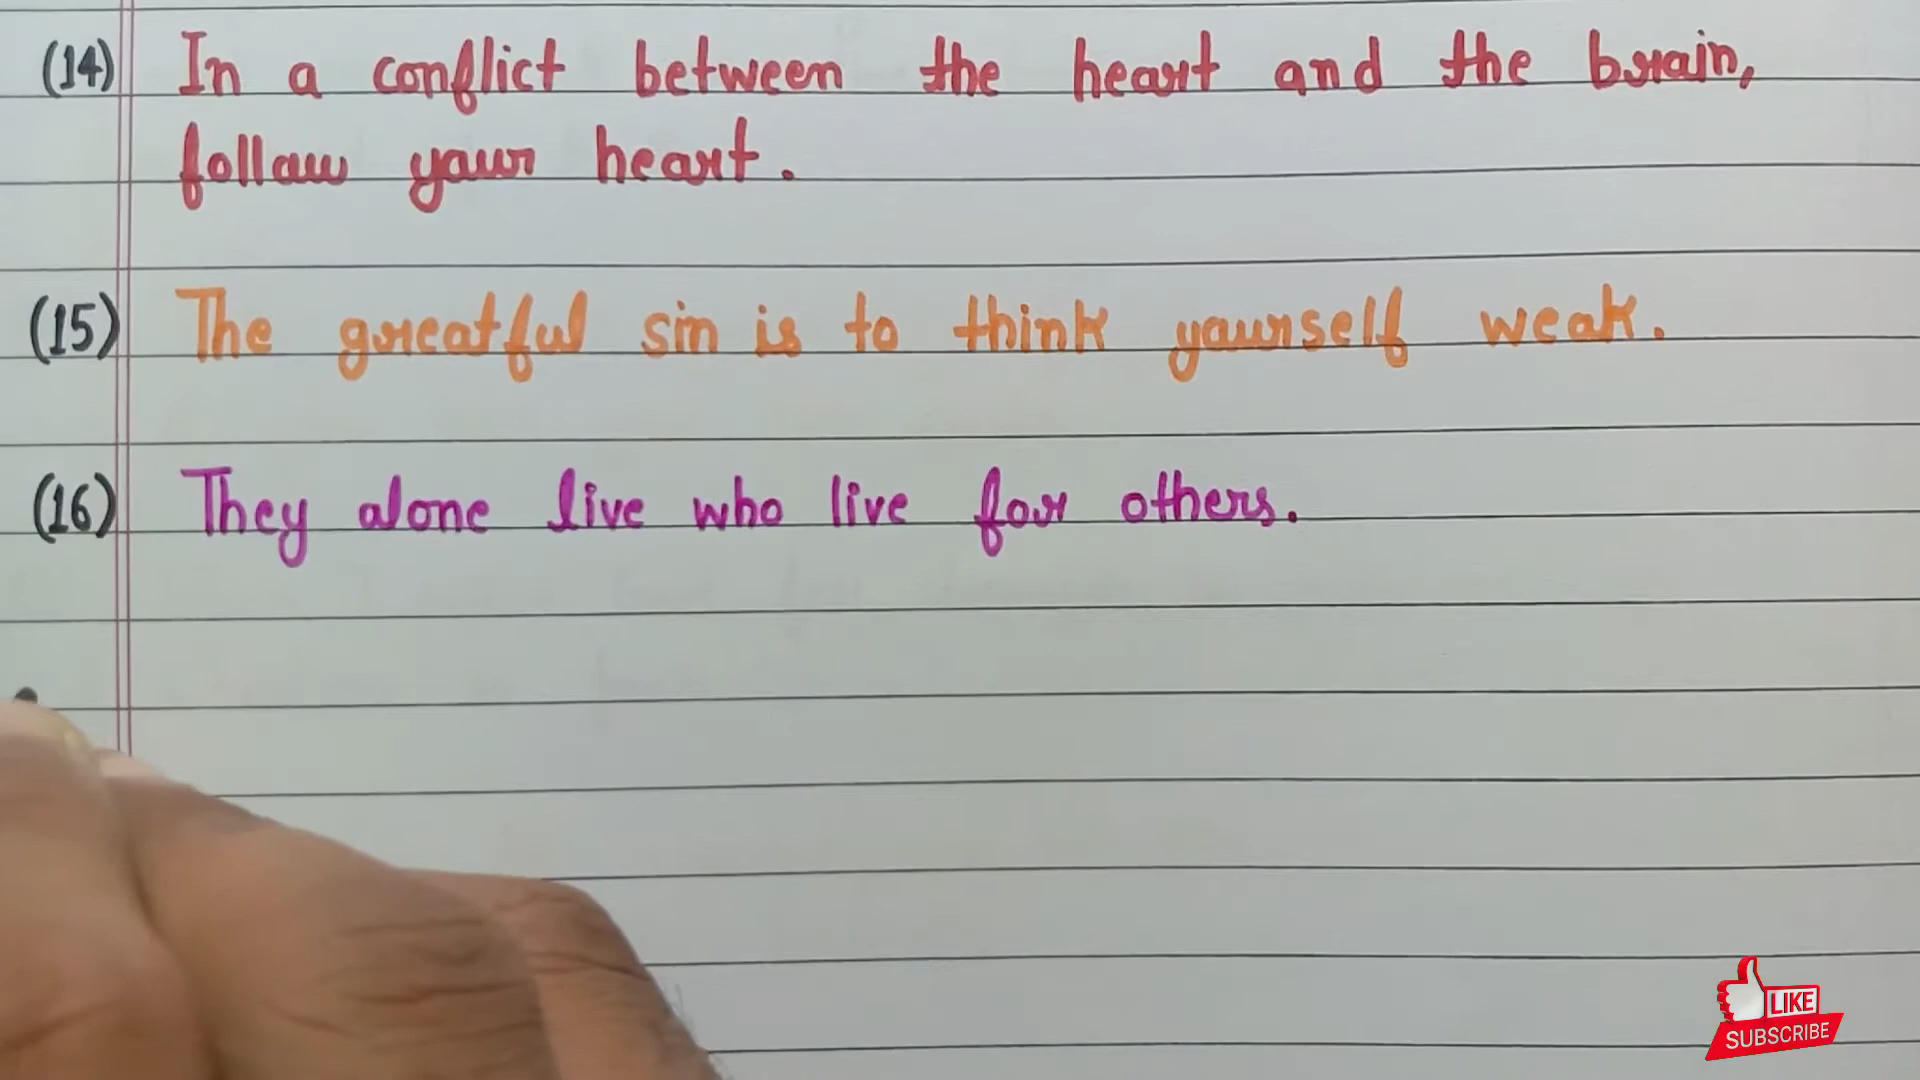 (14) In a conflict between the heart and the brain,
follow your heart.
(15) The greatful sin is to think yourself weak.
(16) They alone live who live for others.
LIKE
SUBSCRIBE